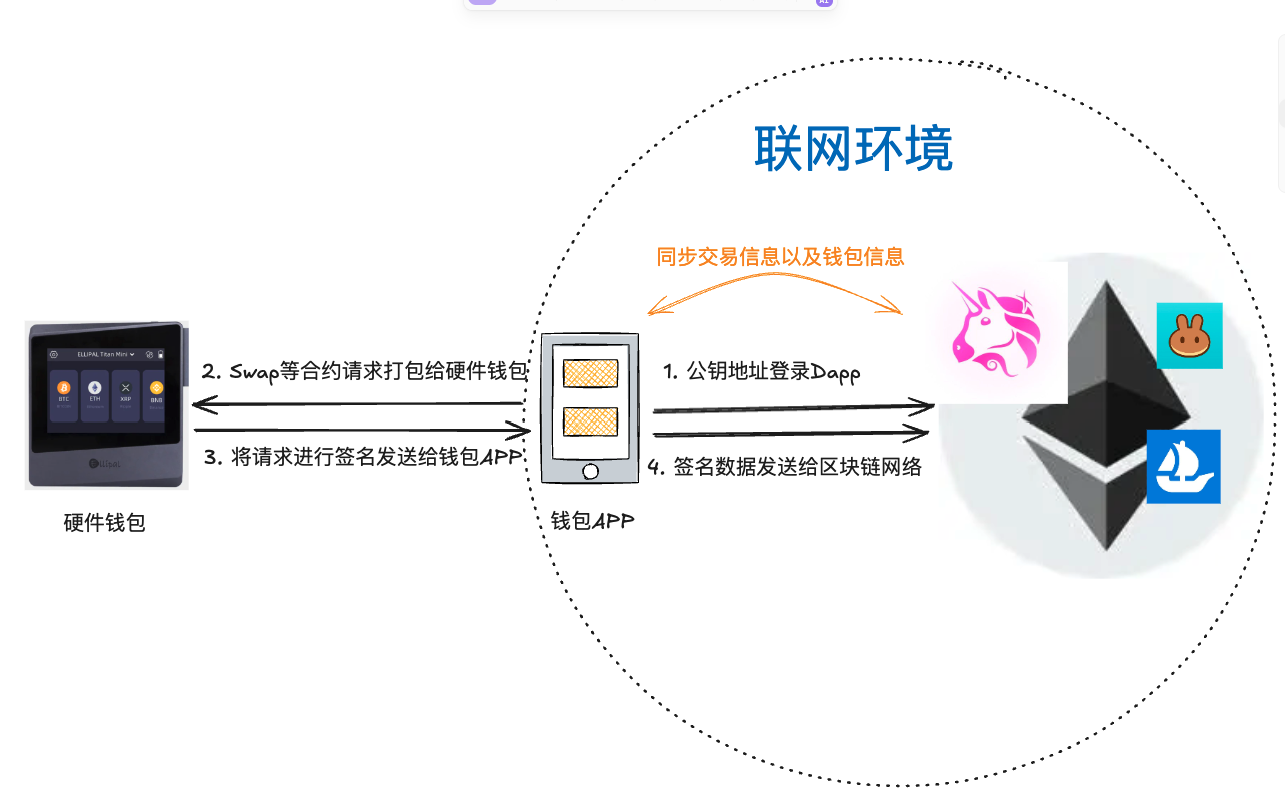 AI
联网环境
同步交易信息以及钱包信息
ELLIPAL Titan Mini
BTC
ETH
XRP
BNB
ELLIPAL
2. Swap等合约请求打包给硬件钱包
3. 将请求进行签名发送给钱包APP
1. 公钥地址登录Dapp
4. 签名数据发送给区块链网络
硬件钱包
钱包APP